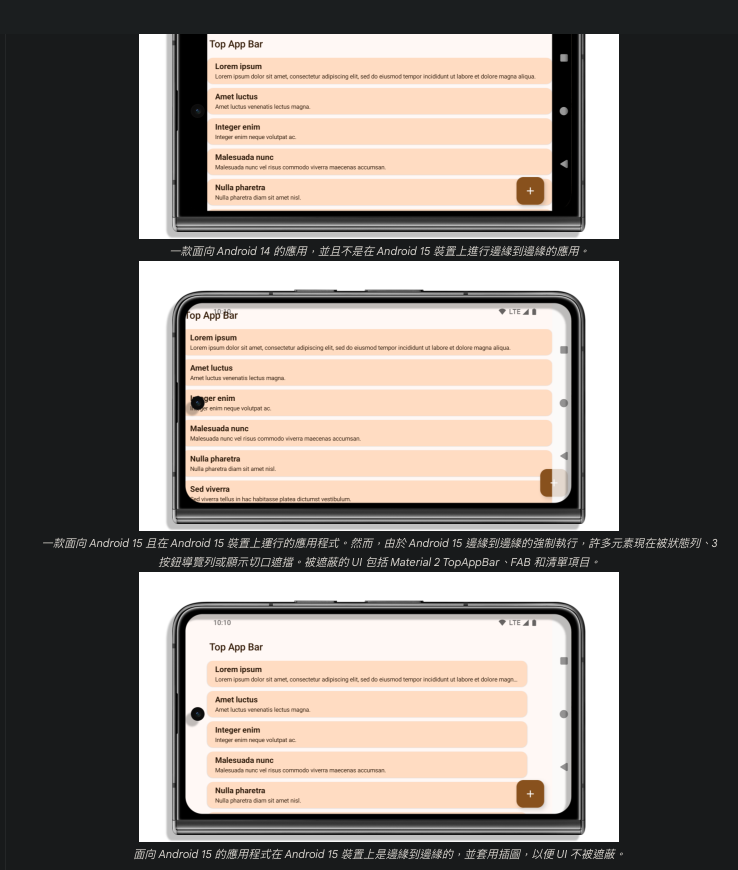 Top App Bar
Lorem ipsum
Lorem ipsum dolor sit amet, consectetur adipiscing elit, sed do eiusmod tempor incididunt ut labore et dolore magna aliqua.
Amet luctus
Amet luctus venenatis lectus magna.
Integer enim
Integer enim neque volutpat ac.
Malesuada nunc
Malesuada nunc vel risus commodo viverra maecenas accumsan.
Nulla pharetra
Nulla pharetra diam sit amet nisl.
+
一款面向 Android 14 的應用，並且不是在 Android 15 裝置上進行邊緣到邊緣的應用。
10:10
LTE
Top App Bar
Lorem ipsum
Lorem ipsum dolor sit amet, consectetur adipiscing elit, sed do eiusmod tempor incididunt ut labore et dolore magna aliqua.
Amet luctus
Amet luctus venenatis lectus magna.
Integer enim
Integer enim neque volutpat ac.
Malesuada nunc
Malesuada nunc vel risus commodo viverra maecenas accumsan.
Nulla pharetra
Nulla pharetra diam sit amet nisl.
+
Sed viverra
Sed viverra tellus in hac habitasse platea dictumst vestibulum.
一款面向 Android 15 且在 Android 15 裝置上運行的應用程式。然而，由於 Android 15 邊緣到邊緣的強制執行，許多元素現在被狀態列、3
按鈕導覽列或顯示切口遮擋。被遮蔽的 UI 包括 Material 2 TopAppBar、FAB 和清單項目。
10:10
LTE
Top App Bar
Lorem ipsum
Lorem ipsum dolor sit amet, consectetur adipiscing elit, sed do eiusmod tempor incididunt ut labore et dolore magn...
Amet luctus
Amet luctus venenatis lectus magna.
Integer enim
Integer enim neque volutpat ac.
Malesuada nunc
Malesuada nunc vel risus commodo viverra maecenas accumsan.
Nulla pharetra
Nulla pharetra diam sit amet nisl.
+
面向 Android 15 的應用程式在 Android 15 裝置上是邊緣到邊緣的，並套用插圖，以便 UI 不被遮蔽。